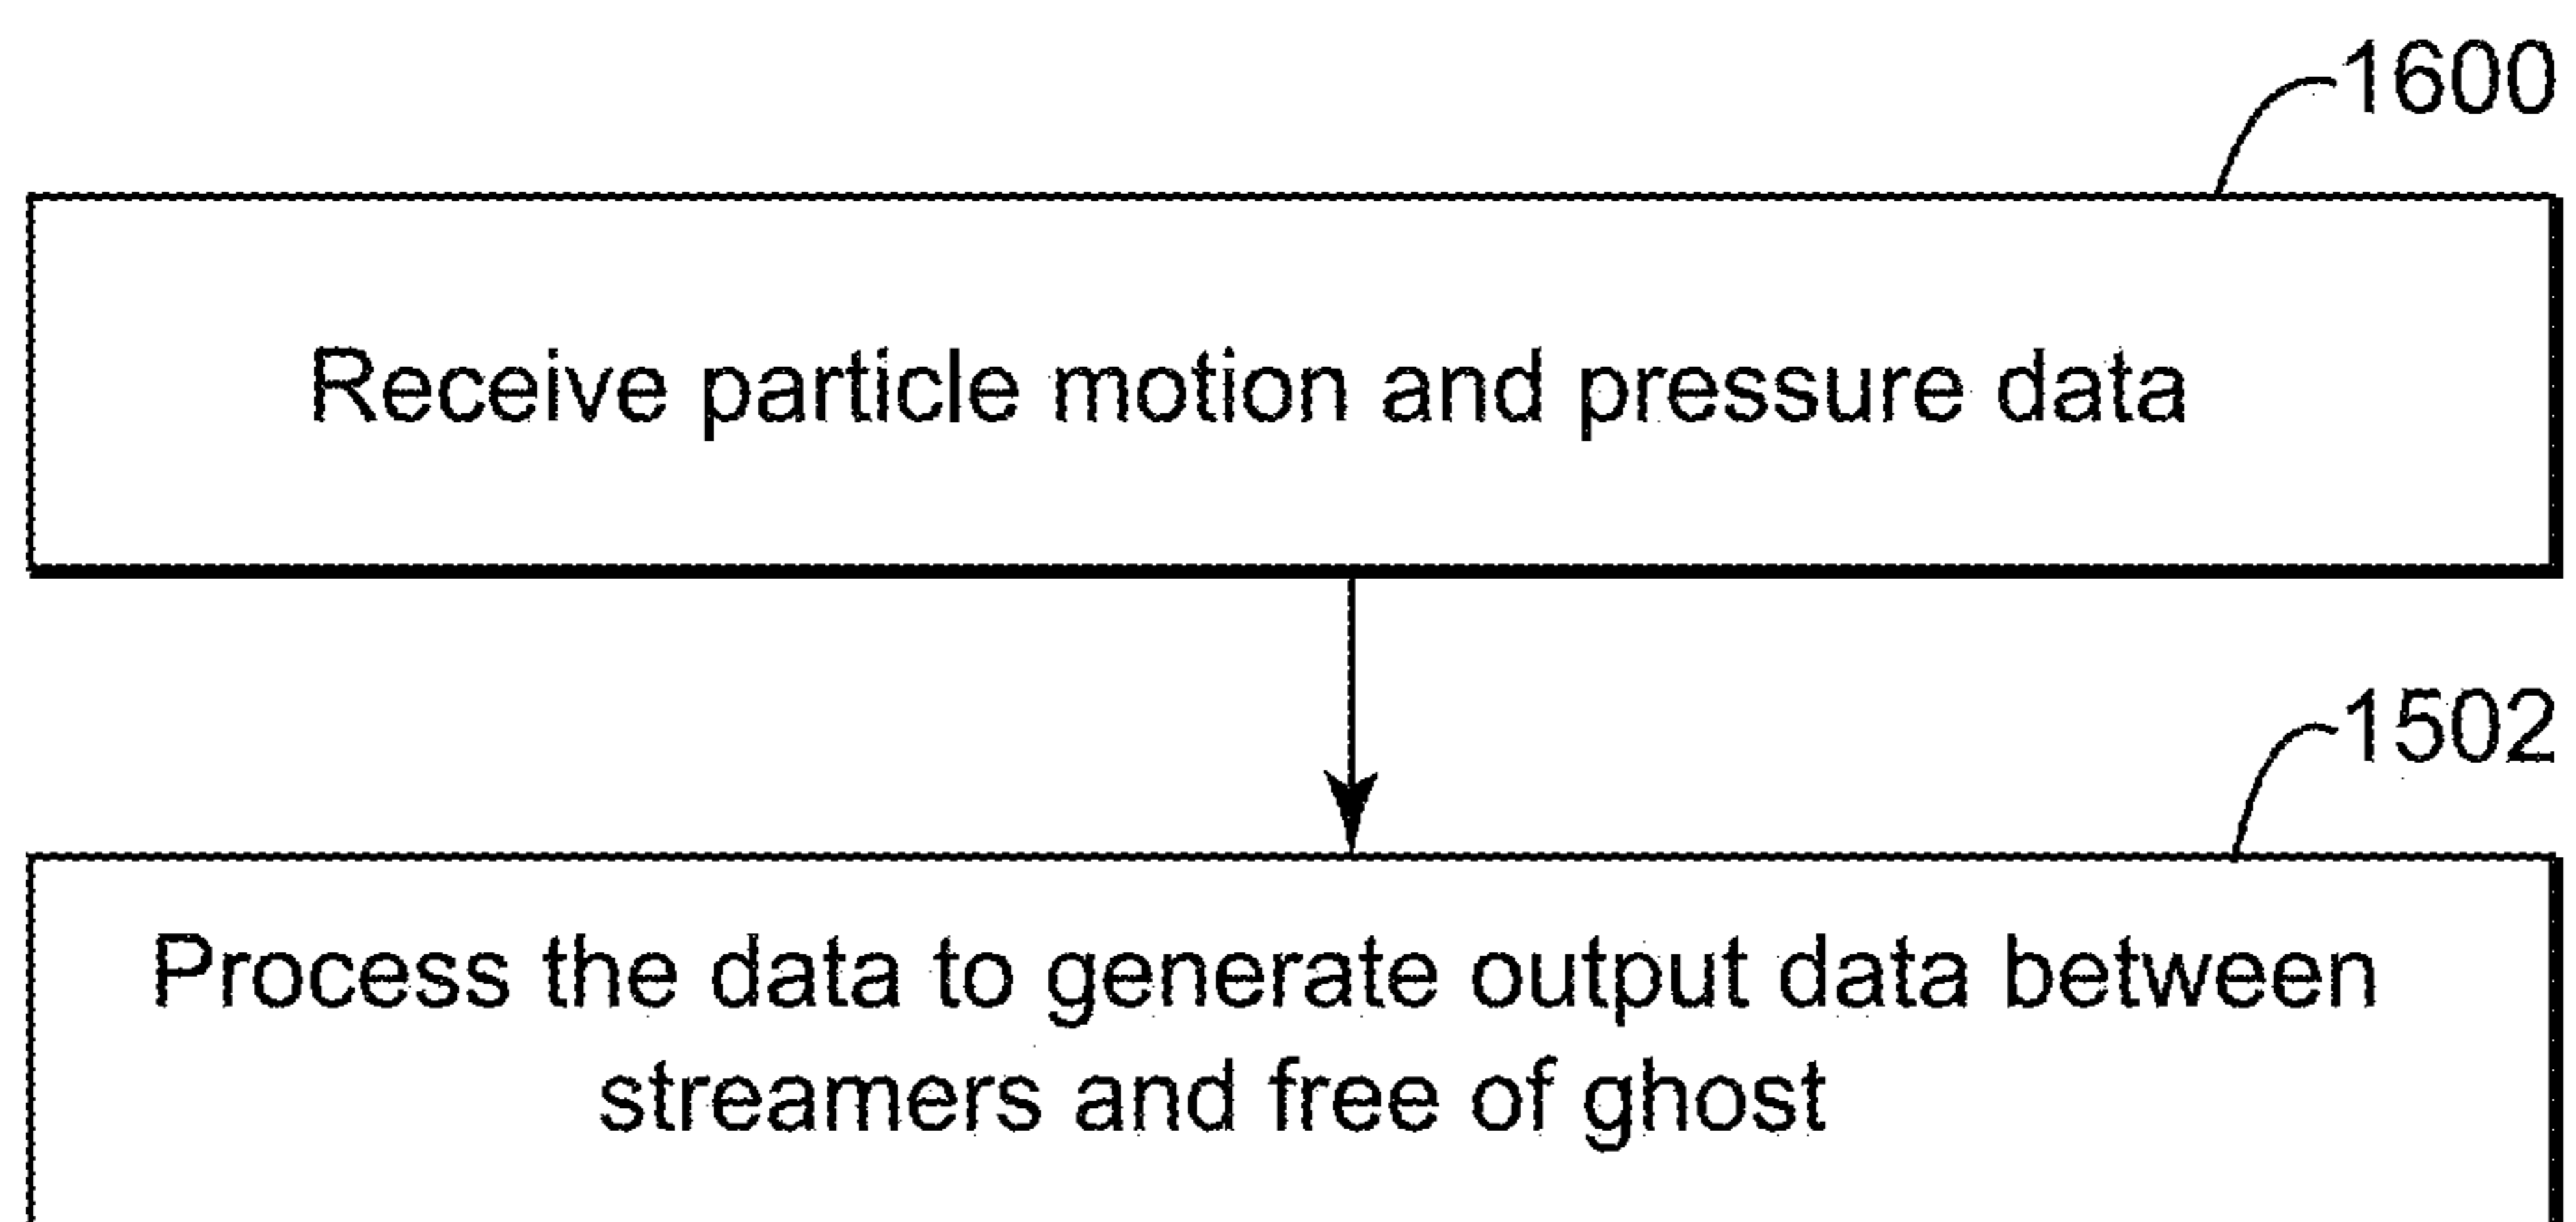 1600
Receive particle motion and pressure data
1502
Process the data to generate output data between
streamers and free of ghost